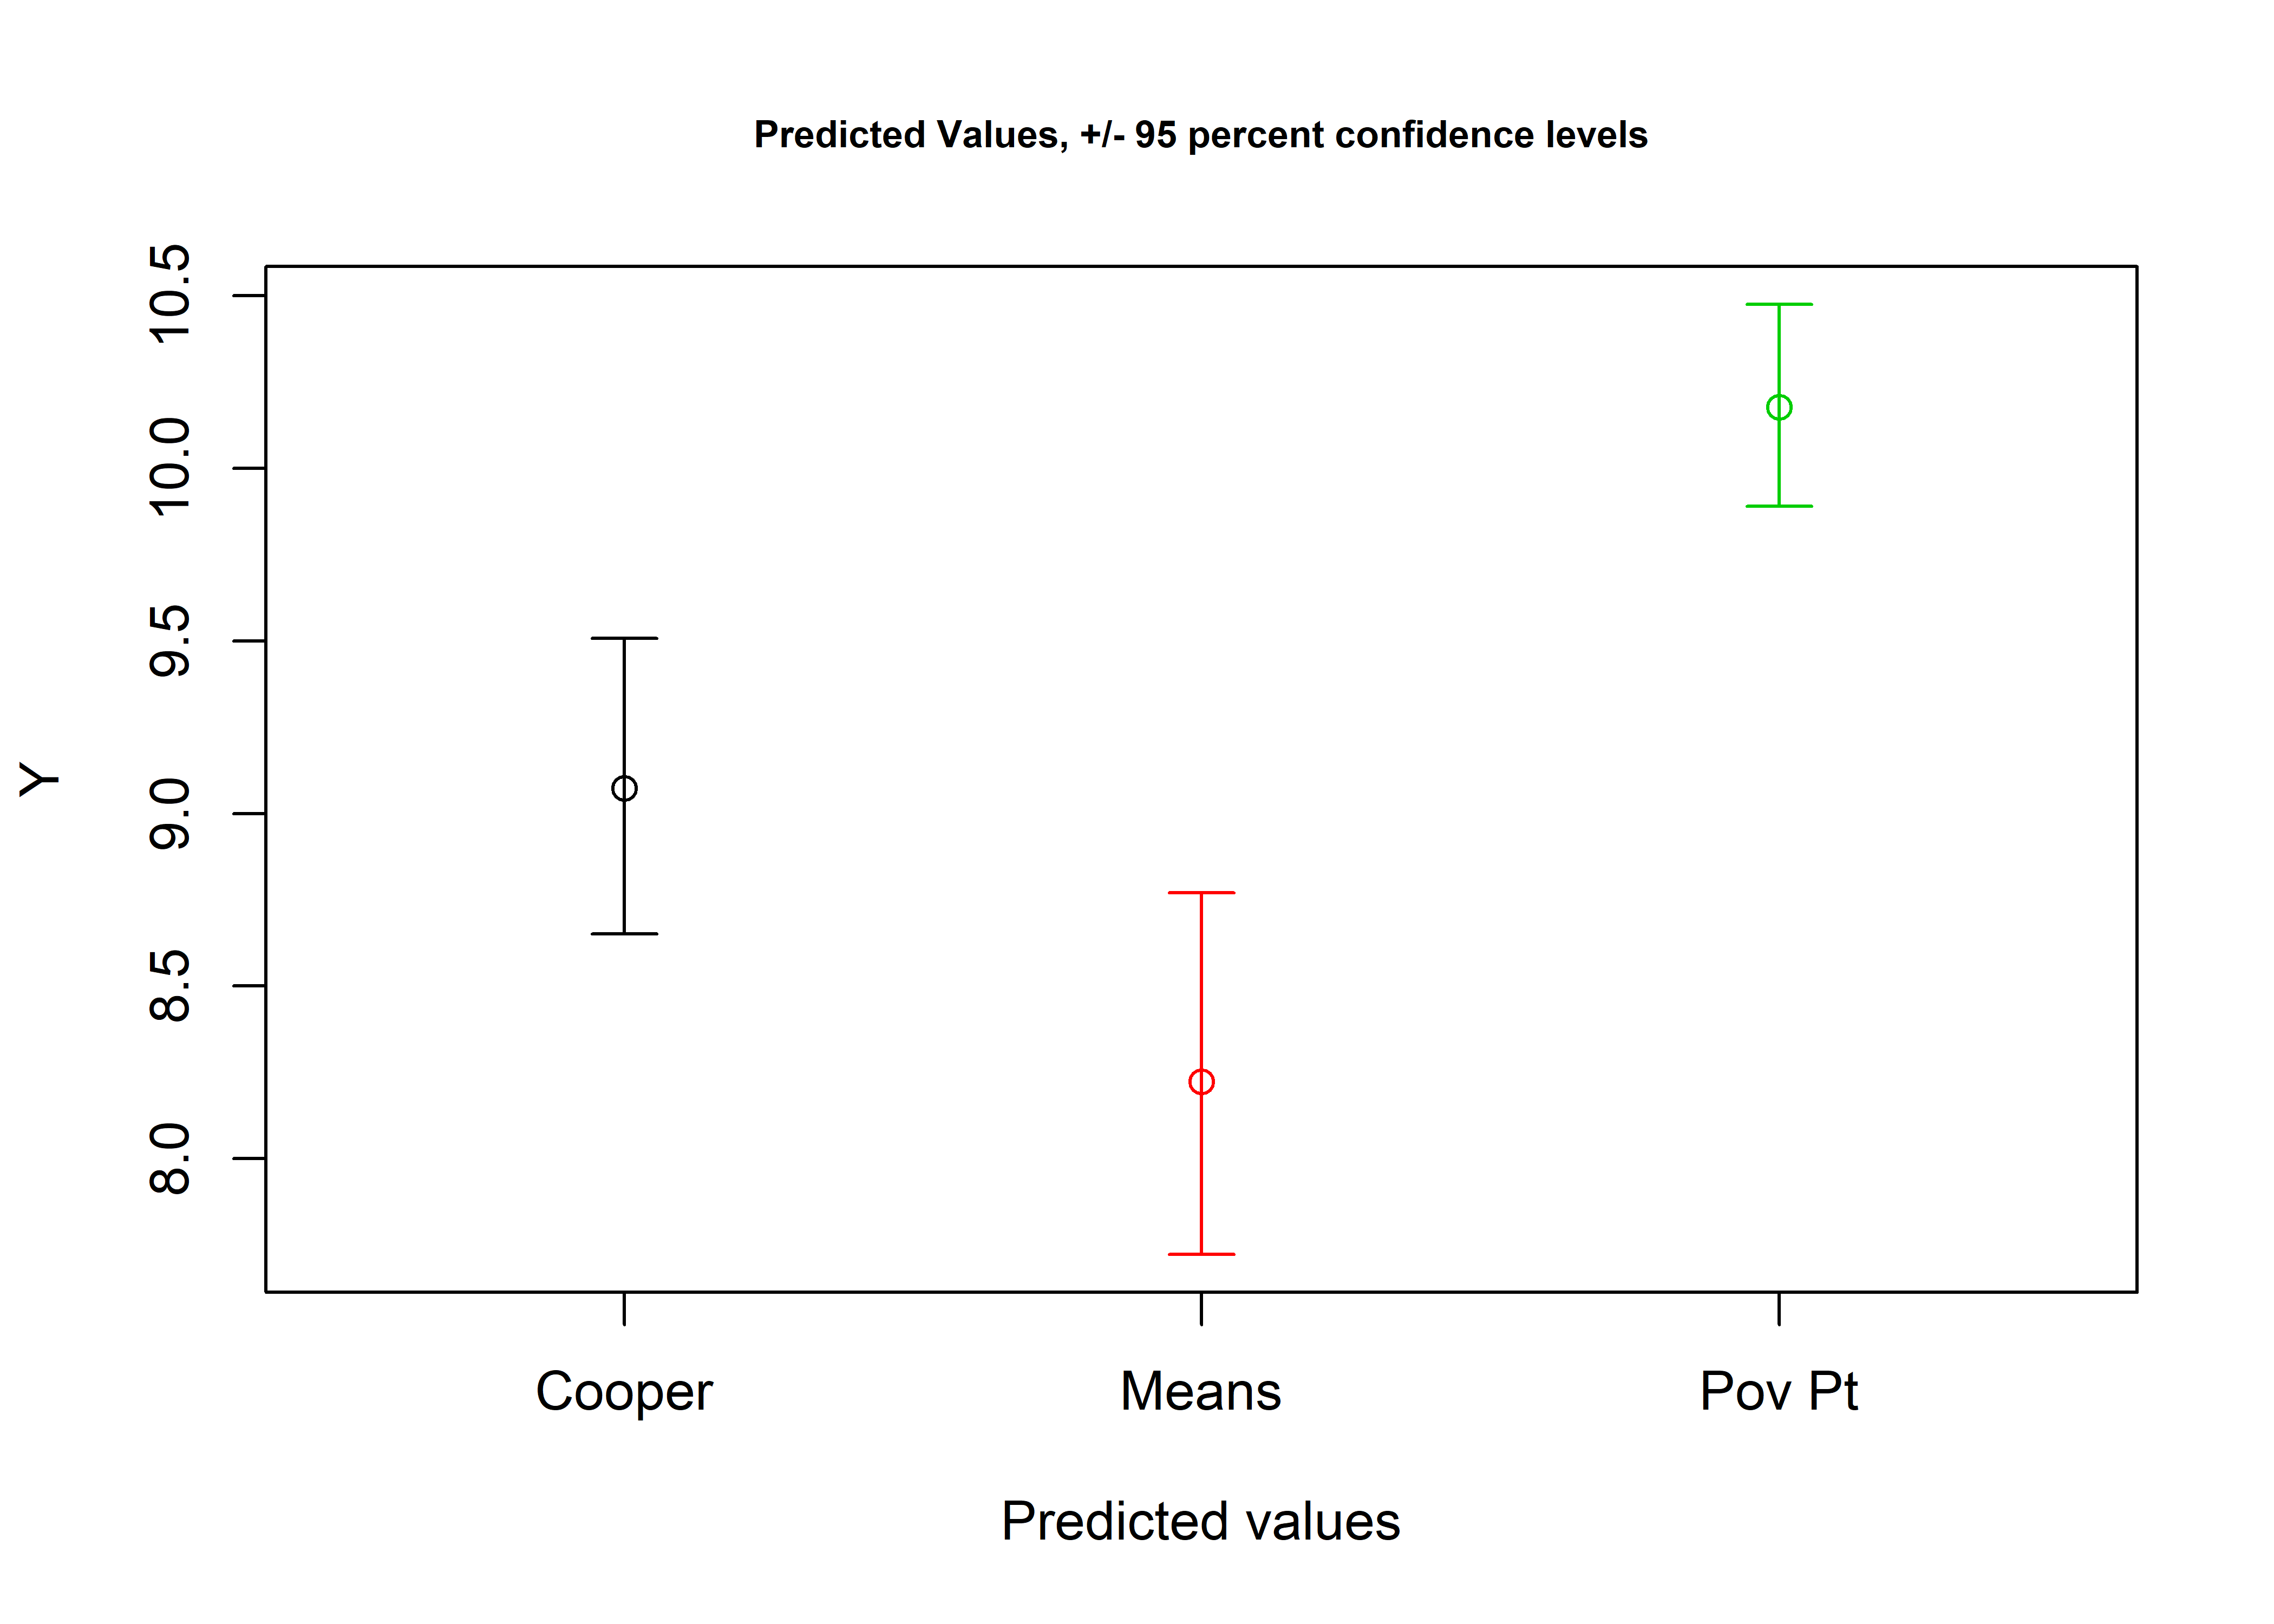 Predicted Values, +/- 95 percent confidence levels
10.5
10.0
9.5
9.0
8.5
8.0
Y
Cooper Means Pov Pt
Predicted values